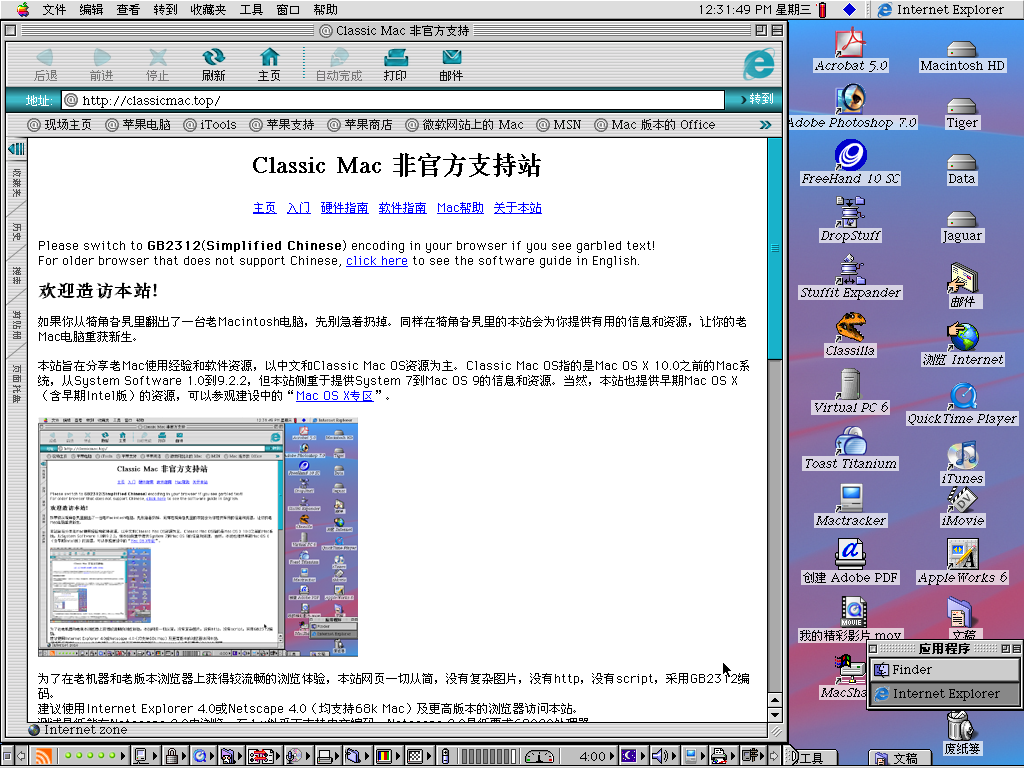 文件 编辑 查看 转到 收藏夹 工具 窗口 帮助
12:31:49 PM 星期三
Internet Explorer
Classic Mac 非官方支持
后退 前进 停止 刷新 主页 自动完成 打印 邮件
地址: http://classicmac.top/ 转到
现场主页 苹果电脑 iTools 苹果支持 苹果商店 微软网站上的 Mac MSN Mac 版本的 Office
收藏夹
历史
搜索
剪贴册
页面托盘
Classic Mac 非官方支持站
主页 入门 硬件指南 软件指南 Mac帮助 关于本站
Please switch to GB2312(Simplified Chinese) encoding in your browser if you see garbled text!
For older browser that does not support Chinese, click here to see the software guide in English.
欢迎造访本站！
如果你从犄角旮旯里翻出了一台老Macintosh电脑，先别急着扔掉。同样在犄角旮旯里的本站会为你提供有用的信息和资源，让你的老
Mac电脑重获新生。
本站旨在分享老Mac使用经验和软件资源，以中文和Classic Mac OS资源为主。Classic Mac OS指的是Mac OS X 10.0之前的Mac系
统，从System Software 1.0到9.2.2，但本站侧重于提供System 7到Mac OS 9的信息和资源。当然，本站也提供早期Mac OS X
（含早期Intel版）的资源，可以参观建设中的“Mac OS X专区”。
为了在老机器和老版本浏览器上获得较流畅的浏览体验，本站网页一切从简，没有复杂图片，没有http，没有script，采用GB2312编
码。
建议使用Internet Explorer 4.0或Netscape 4.0（均支持68k Mac）及更高版本的浏览器访问本站。
Internet zone
Acrobat 5.0
Macintosh HD
Adobe Photoshop 7.0
Tiger
FreeHand 10 SC
Data
DropStuff
Jaguar
Stuffit Expander
邮件
Classilla
浏览 Internet
Virtual PC 6
QuickTime Player
Toast Titanium
iTunes
Mactracker
iMovie
创建 Adobe PDF
AppleWorks 6
我的精彩影片.mov
文稿
MacSha
应用程序
Finder
Internet Explorer
废纸篓
4:00
工具
文稿